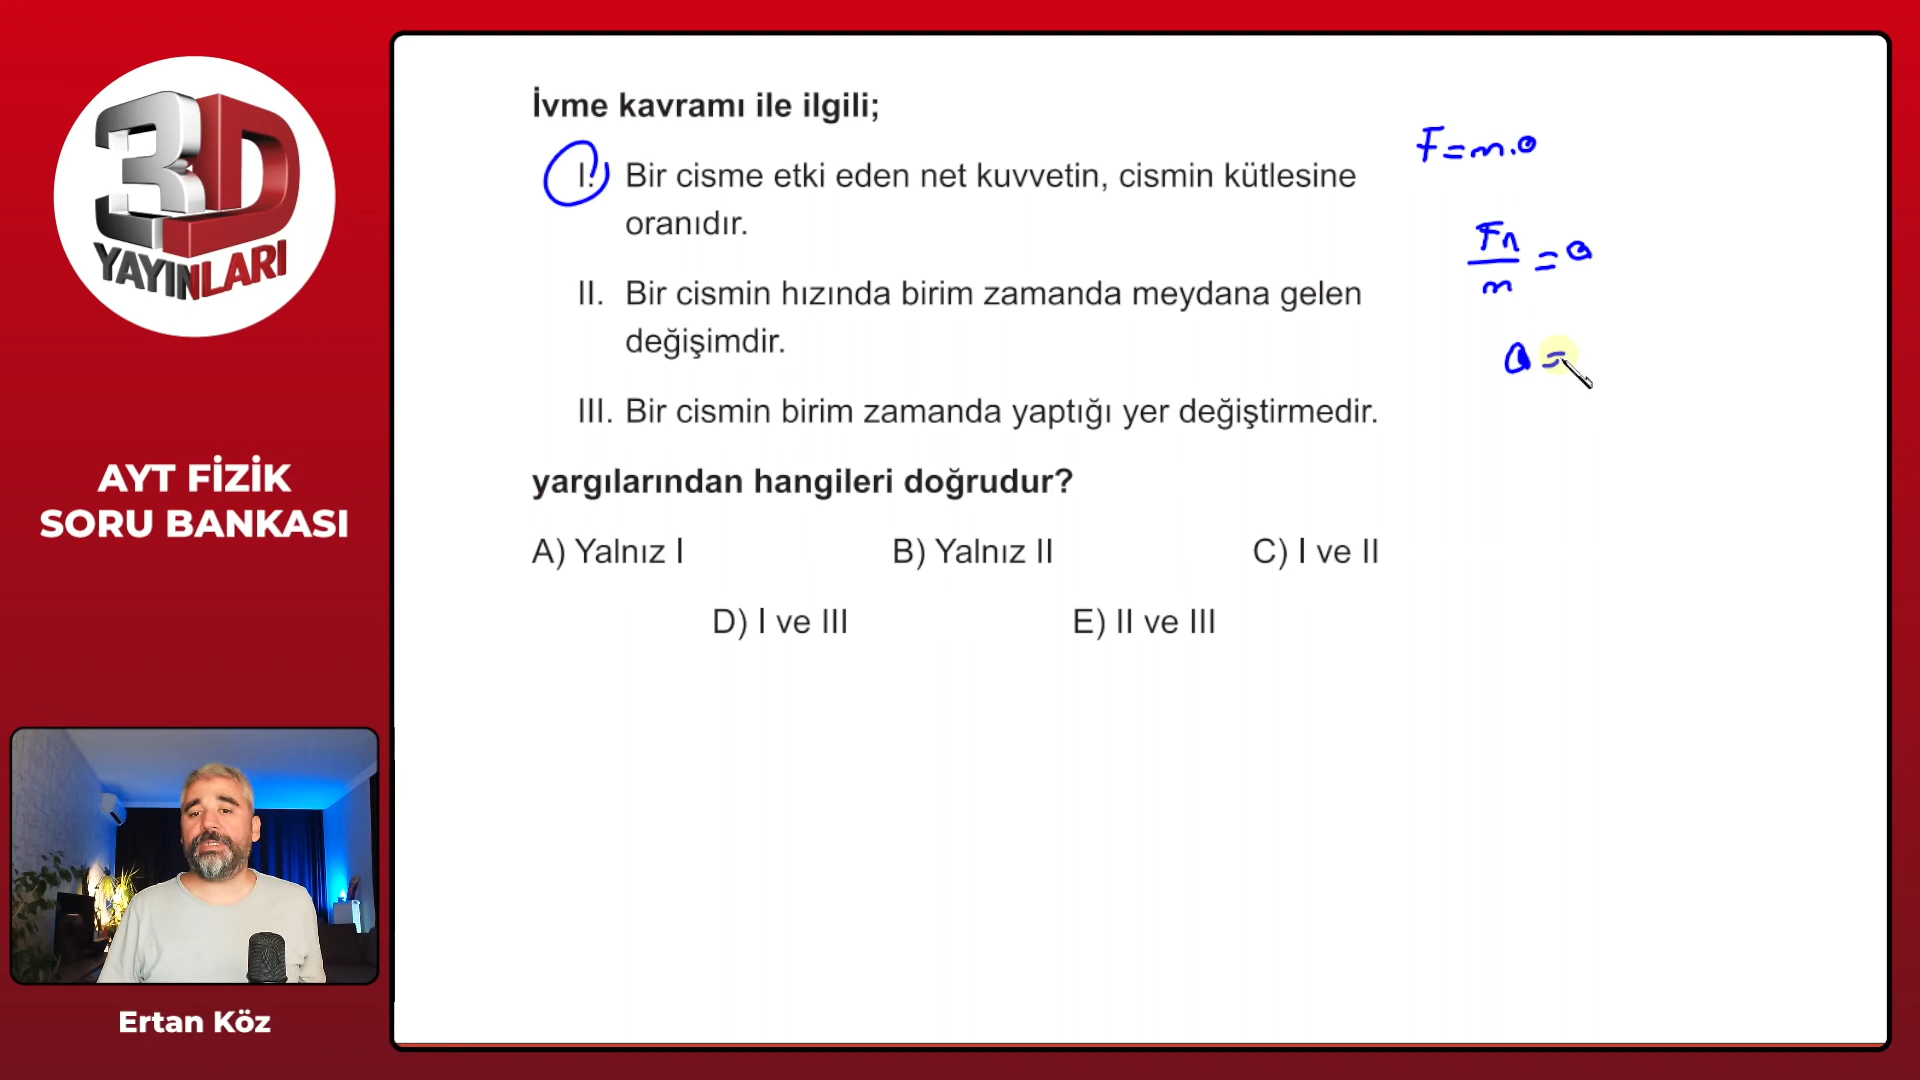 3D
YAYINLARI
AYT FİZİK
SORU BANKASI
Ertan Köz
İvme kavramı ile ilgili;
I. Bir cisme etki eden net kuvvetin, cismin kütlesine
oranıdır.
II. Bir cismin hızında birim zamanda meydana gelen
değişimdir.
III. Bir cismin birim zamanda yaptığı yer değiştirmedir.
yargılarından hangileri doğrudur?
A) Yalnız I B) Yalnız II C) I ve II
D) I ve III E) II ve III
F=m.a
Fn
m
=a
a=